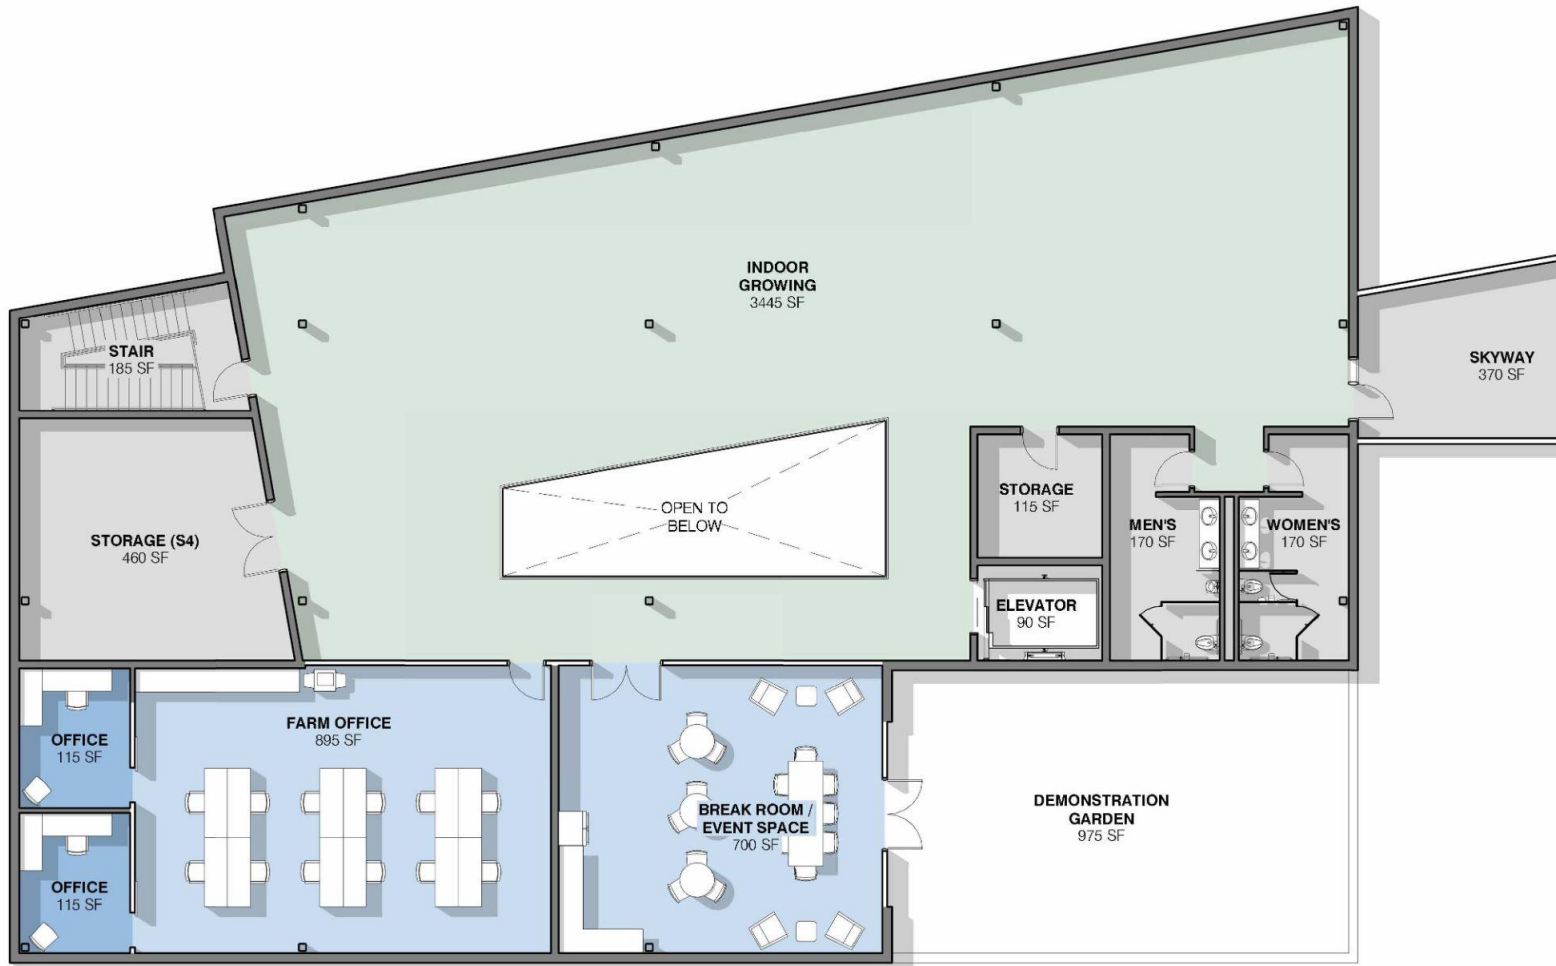 INDOOR
GROWING
3445 SF
STAIR
185 SF
SKYWAY
370 SF
OPEN TO
BELOW
STORAGE
115 SF
MEN'S
170 SF
WOMEN'S
170 SF
STORAGE (S4)
460 SF
ELEVATOR
90 SF
FARM OFFICE
895 SF
OFFICE
115 SF
BREAK ROOM /
EVENT SPACE
700 SF
DEMONSTRATION
GARDEN
975 SF
OFFICE
115 SF